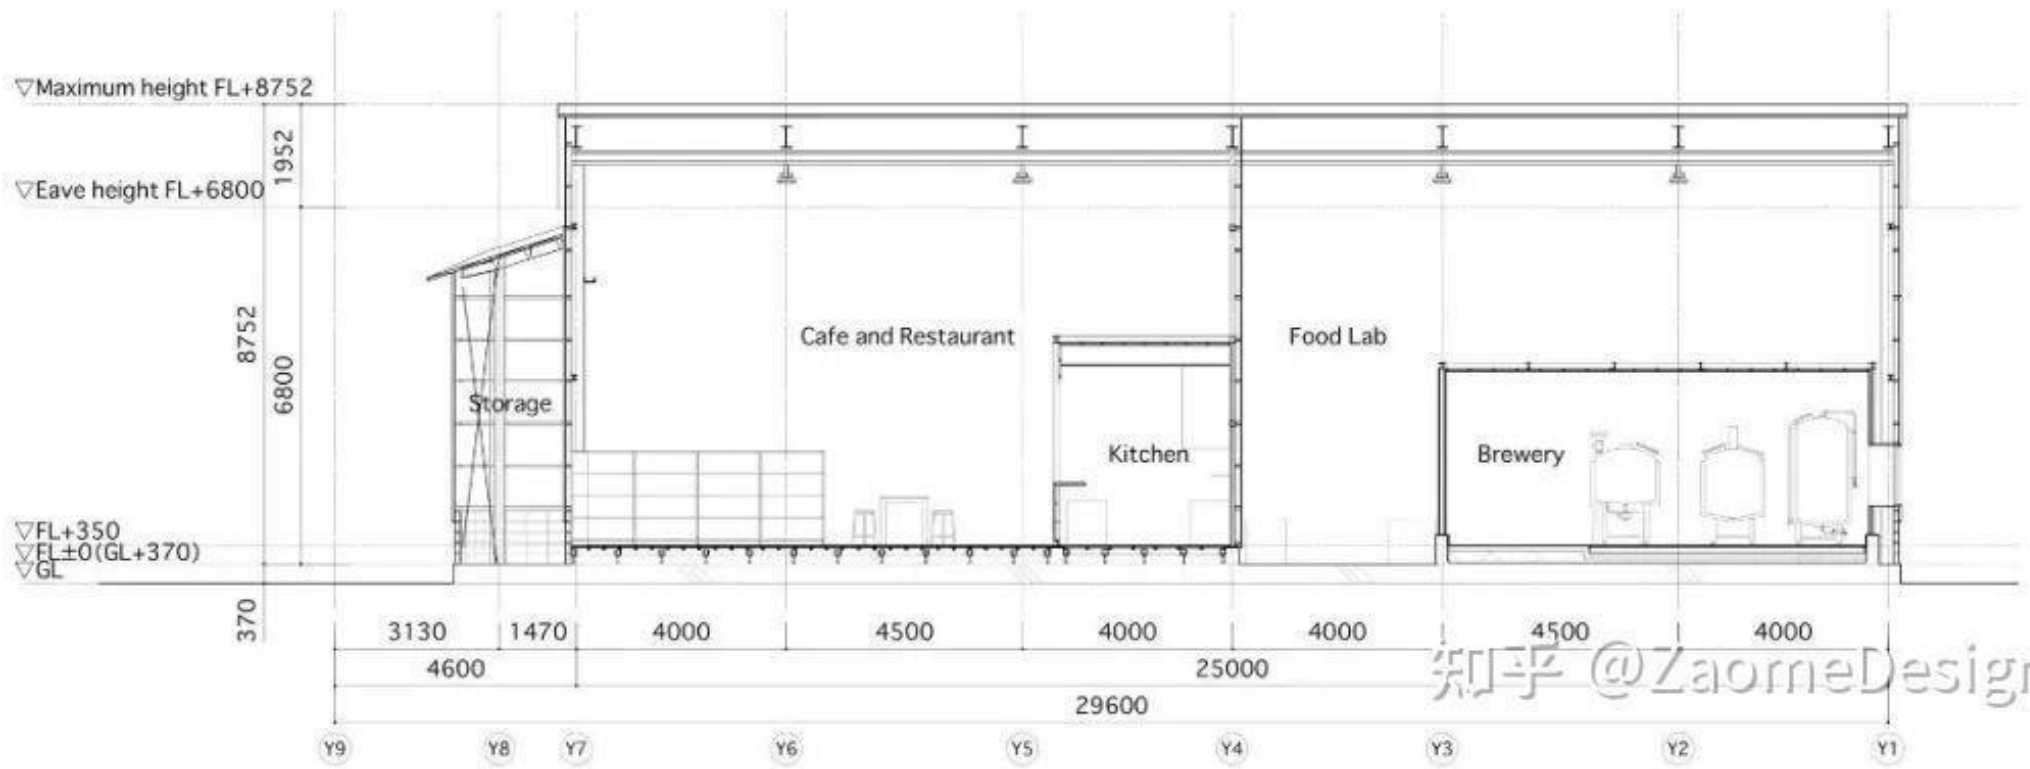 ▽Maximum height FL+8752
1952
▽Eave height FL+6800
8752
6800
Cafe and Restaurant
Food Lab
Storage
Kitchen
Brewery
▽FL+350
▽FL±0(GL+370)
▽GL
370
3130 1470 4000 4500 4000 4000 4500 4000
4600 25000
29600
知乎 @ZaomeDesign
Y9 Y8 Y7 Y6 Y5 Y4 Y3 Y2 Y1